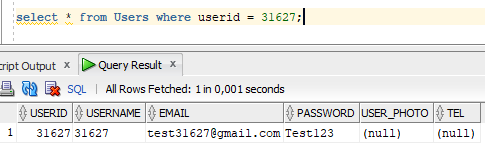 select * from Users where userid = 31627;
cript Output × Query Result ×
SQL | All Rows Fetched: 1 in 0,001 seconds
USERID USERNAME EMAIL PASSWORD USER_PHOTO TEL
1 31627 31627 test31627@gmail.com Test123 (null) (null)